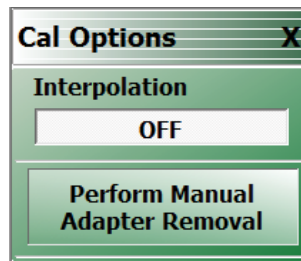 Cal Options X
Interpolation
OFF
Perform Manual
Adapter Removal